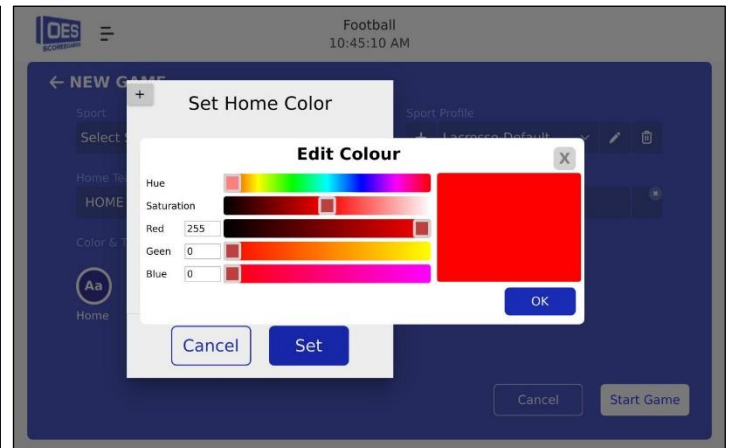 OES
SCOREBOARDS
Football
10:45:10 AM
← NEW GAME
Sport
Sport Profile
Select
+ Lacrosse Default
Home Te
HOME
Color & T
Aa
Home
+
Set Home Color
Edit Colour
X
Hue
Saturation
Red 255
Geen 0
Blue 0
OK
Cancel
Set
Cancel
Start Game